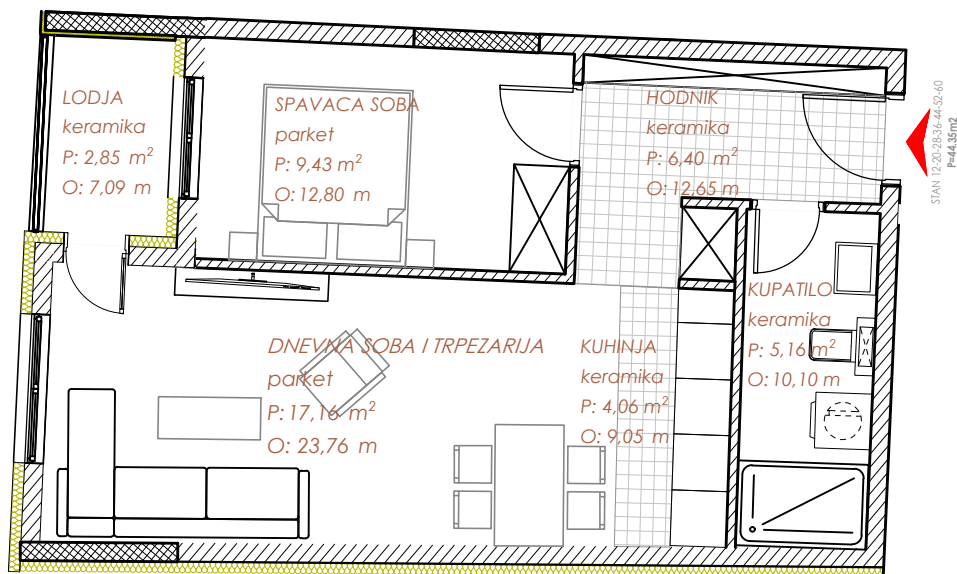 LODJA
keramika
P: 2,85 m²
O: 7,09 m
SPAVACA SOBA
parket
P: 9,43 m²
O: 12,80 m
HODNIK
keramika
P: 6,40 m²
O: 12,65 m
STAN 12-20-28-36-44-52-60
P=44.35m2
KUPATILO
keramika
P: 5,16 m²
O: 10,10 m
DNEVNA SOBA I TRPEZARIJA
parket
P: 17,16 m²
O: 23,76 m
KUHINJA
keramika
P: 4,06 m²
O: 9,05 m